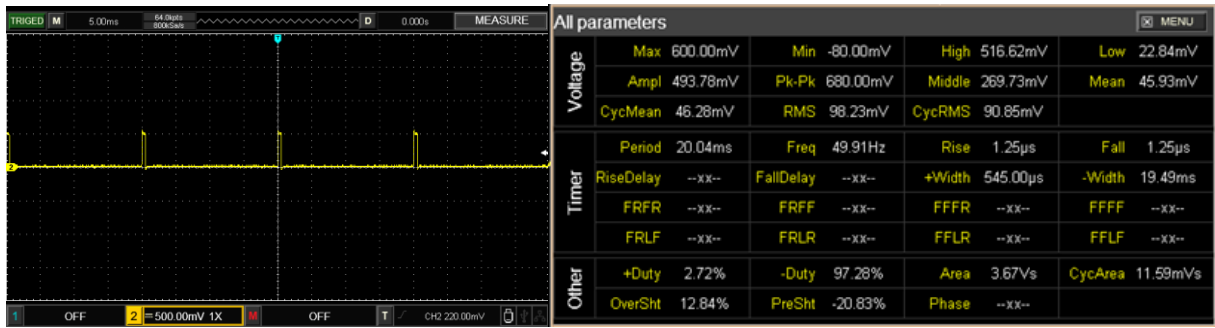 TRIGED M 5.00ms 64.0kpts 800kSa/s D 0.000s MEASURE
2
1 OFF 2 500.00mV 1X M OFF T CH2 220.00mV
All parameters MENU
Voltage
Max 600.00mV Min -80.00mV High 516.62mV Low 22.84mV
Ampl 493.78mV Pk-Pk 680.00mV Middle 269.73mV Mean 45.93mV
CycMean 46.28mV RMS 98.23mV CycRMS 90.85mV
Timer
Period 20.04ms Freq 49.91Hz Rise 1.25µs Fall 1.25µs
RiseDelay --xx-- FallDelay --xx-- +Width 545.00µs -Width 19.49ms
FRFR --xx-- FRFF --xx-- FFFR --xx-- FFFF --xx--
FRLF --xx-- FRLR --xx-- FFLR --xx-- FFLF --xx--
Other
+Duty 2.72% -Duty 97.28% Area 3.67Vs CycArea 11.59mVs
OverSht 12.84% PreSht -20.83% Phase --xx--